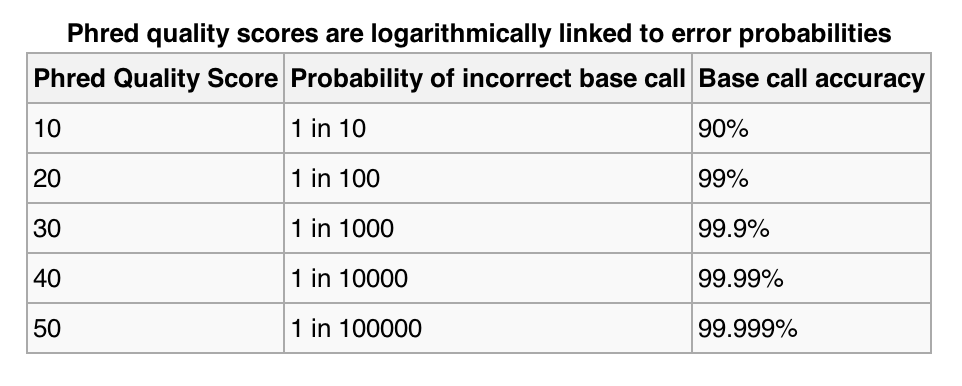 Phred quality scores are logarithmically linked to error probabilities
Phred Quality Score Probability of incorrect base call Base call accuracy
10 1 in 10 90%
20 1 in 100 99%
30 1 in 1000 99.9%
40 1 in 10000 99.99%
50 1 in 100000 99.999%